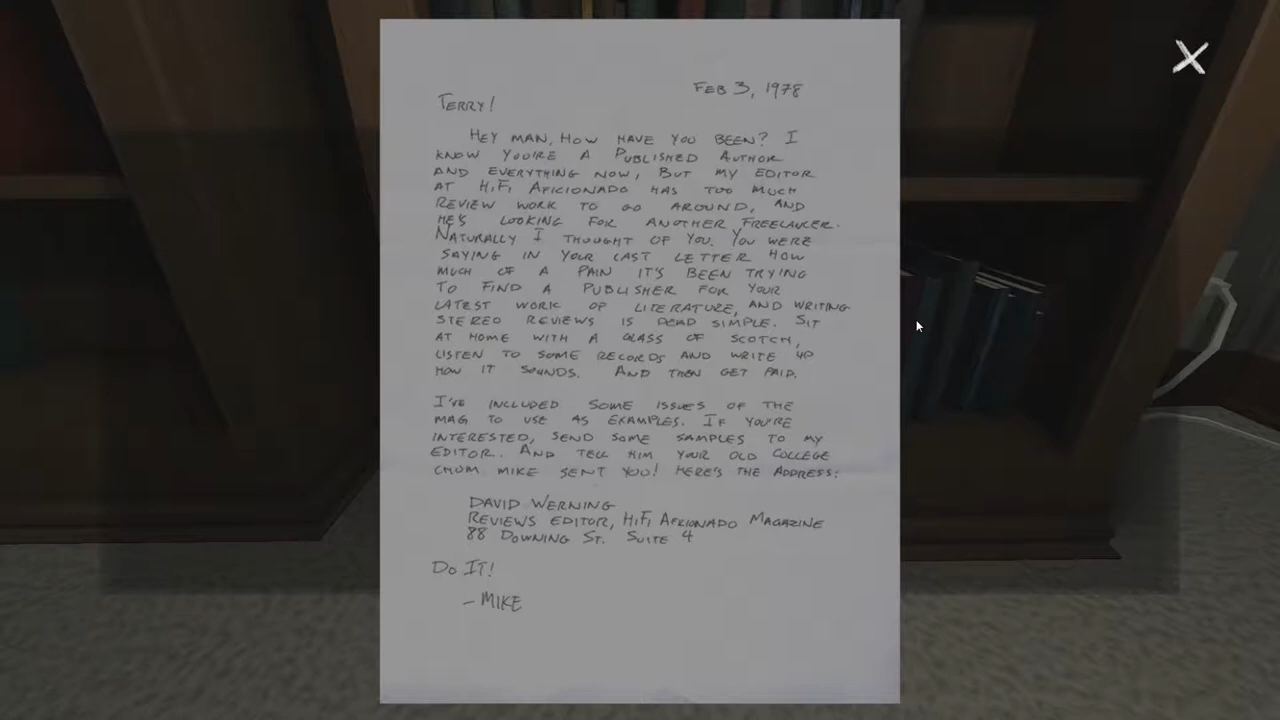 FEB 3, 1978
TERRY!
HEY MAN, HOW HAVE YOU BEEN? I
KNOW YOU'RE A PUBLISHED AUTHOR
AND EVERYTHING NOW, BUT MY EDITOR
AT HIFI AFICIONADO HAS TOO MUCH
REVIEW WORK TO GO AROUND, AND
HE'S LOOKING FOR ANOTHER FREELANCER.
NATURALLY I THOUGHT OF YOU. YOU WERE
SAYING IN YOUR LAST LETTER HOW
MUCH OF A PAIN IT'S BEEN TRYING
TO FIND A PUBLISHER FOR YOUR
LATEST WORK OF LITERATURE, AND WRITING
STEREO REVIEWS IS DEAD SIMPLE. SIT
AT HOME WITH A GLASS OF SCOTCH,
LISTEN TO SOME RECORDS AND WRITE UP
HOW IT SOUNDS. AND THEN GET PAID.
I'VE INCLUDED SOME ISSUES OF THE
MAG TO USE AS EXAMPLES. IF YOU'RE
INTERESTED, SEND SOME SAMPLES TO MY
EDITOR. AND TELL HIM YOUR OLD COLLEGE
CHUM MIKE SENT YOU! HERE'S THE ADDRESS:
DAVID WERNING
REVIEWS EDITOR, HIFI AFICIONADO MAGAZINE
88 DOWNING ST. SUITE 4
DO IT!
– MIKE